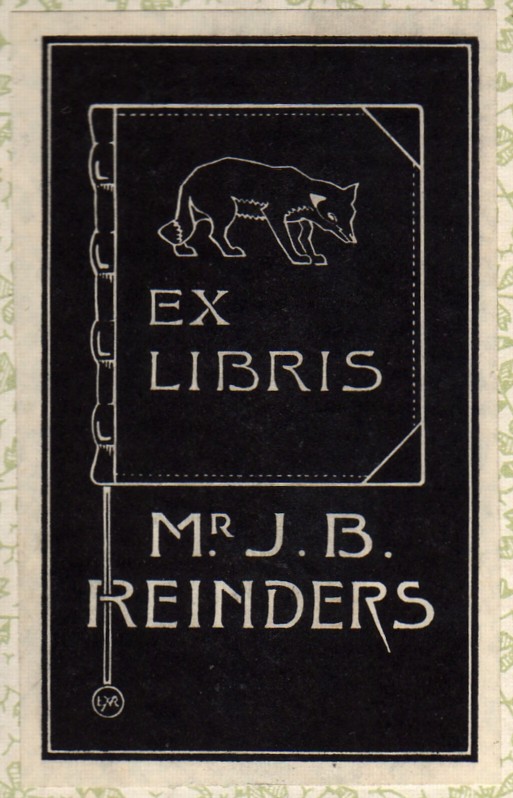 EX
LIBRIS
Mr. J. B.
REINDERS